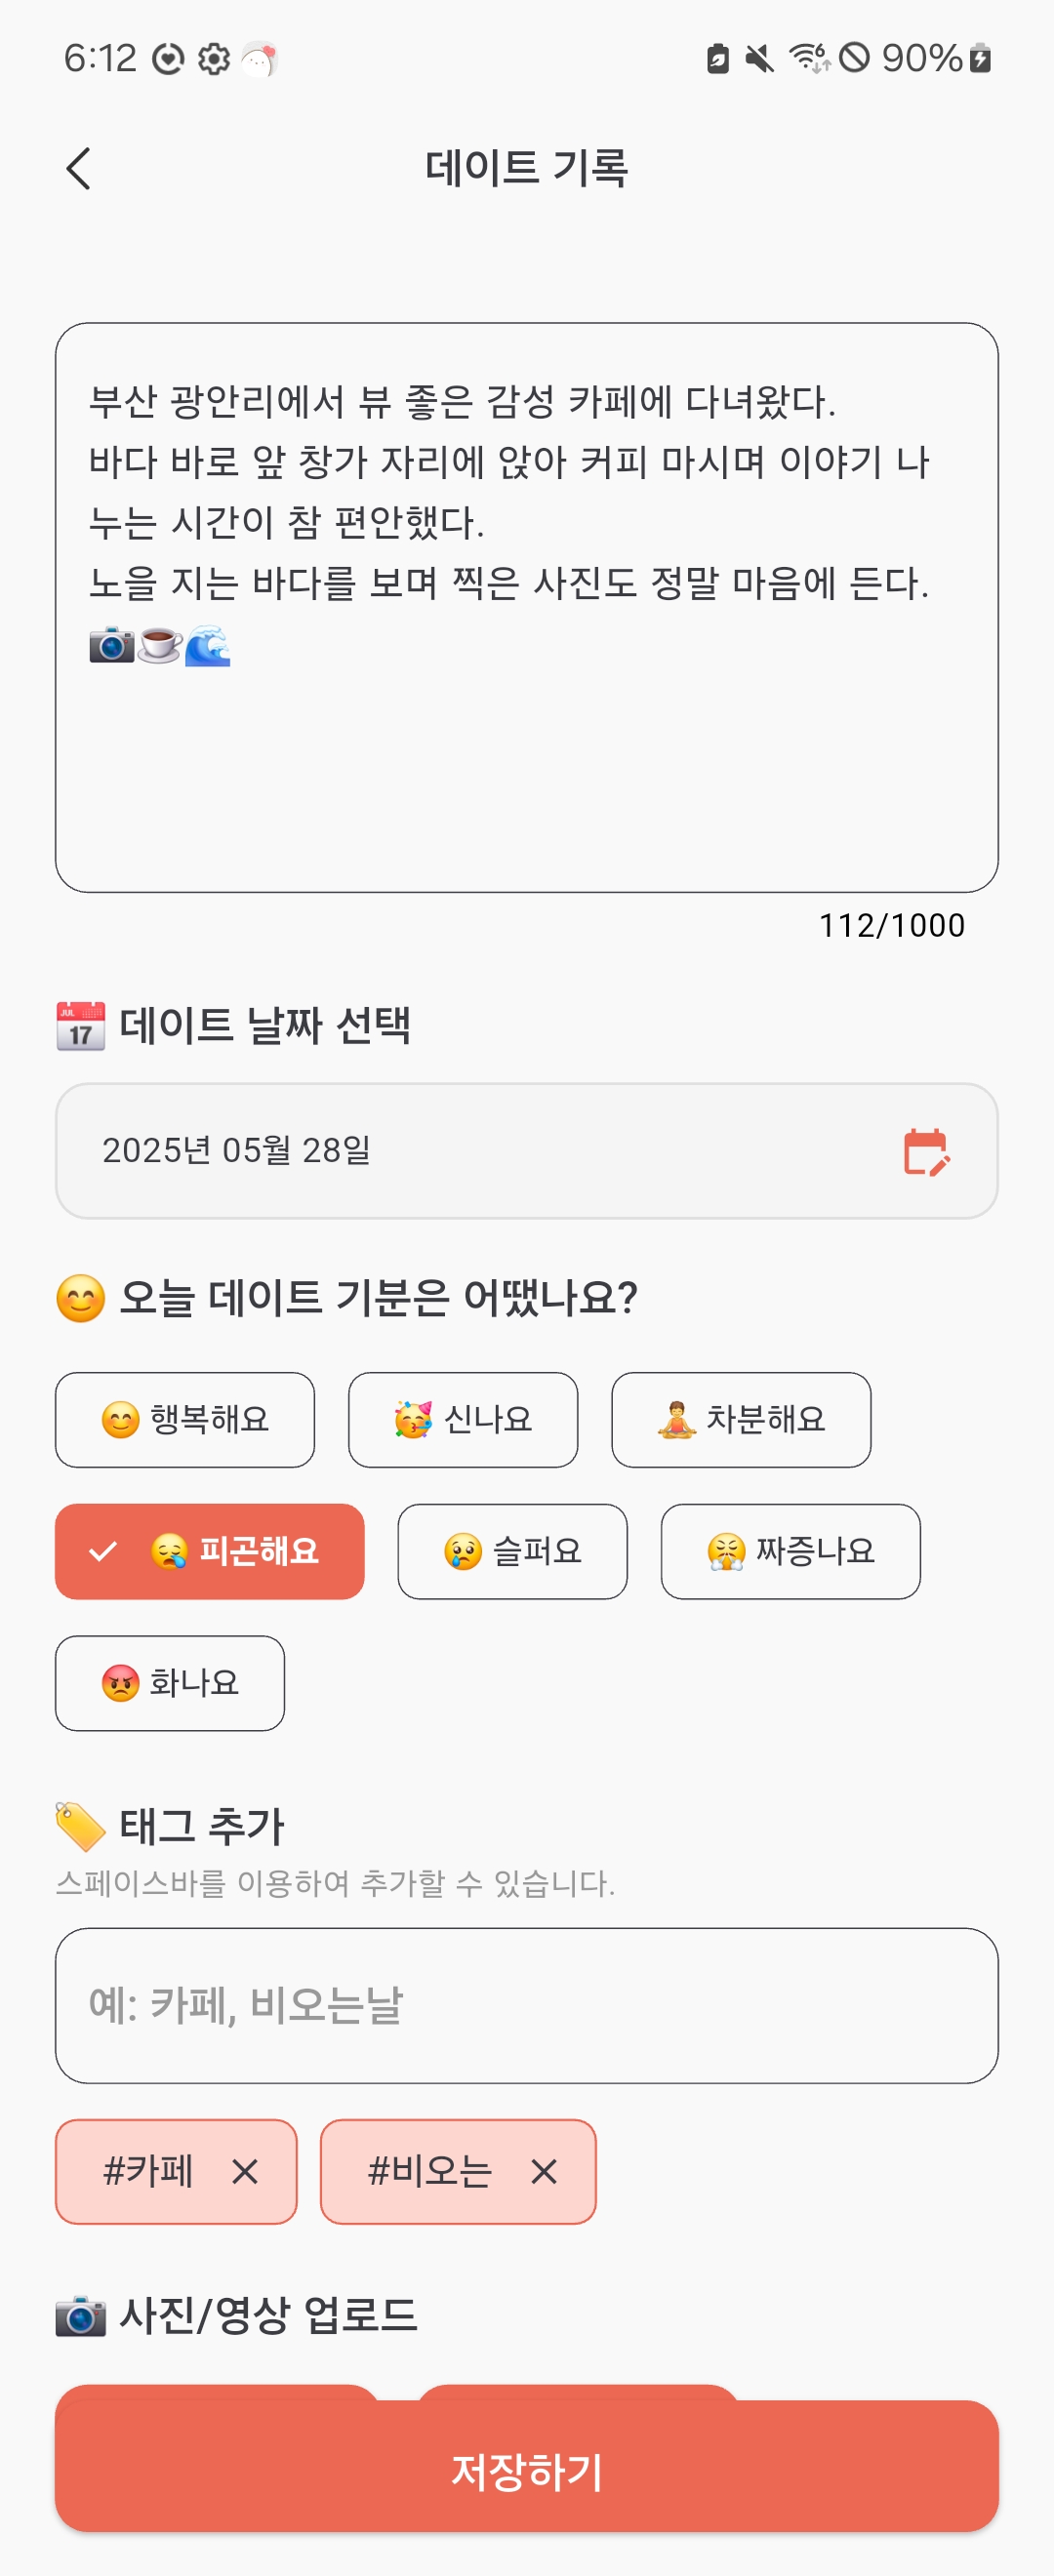 6:12 90%
데이트 기록
부산 광안리에서 뷰 좋은 감성 카페에 다녀왔다.
바다 바로 앞 창가 자리에 앉아 커피 마시며 이야기 나
누는 시간이 참 편안했다.
노을 지는 바다를 보며 찍은 사진도 정말 마음에 든다.
📷☕🌊
112/1000
📅 데이트 날짜 선택
2025년 05월 28일
😊 오늘 데이트 기분은 어땠나요?
😊 행복해요 🥳 신나요 🧘 차분해요
😪 피곤해요 😢 슬퍼요 😤 짜증나요
😡 화나요
🏷️ 태그 추가
스페이스바를 이용하여 추가할 수 있습니다.
예: 카페, 비오는날
#카페 #비오는
📷 사진/영상 업로드
저장하기